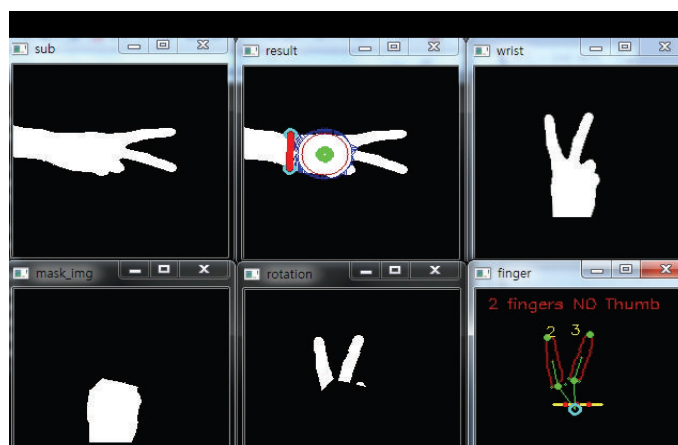 sub
result
wrist
mask_img
rotation
finger
2 fingers NO Thumb
2 3